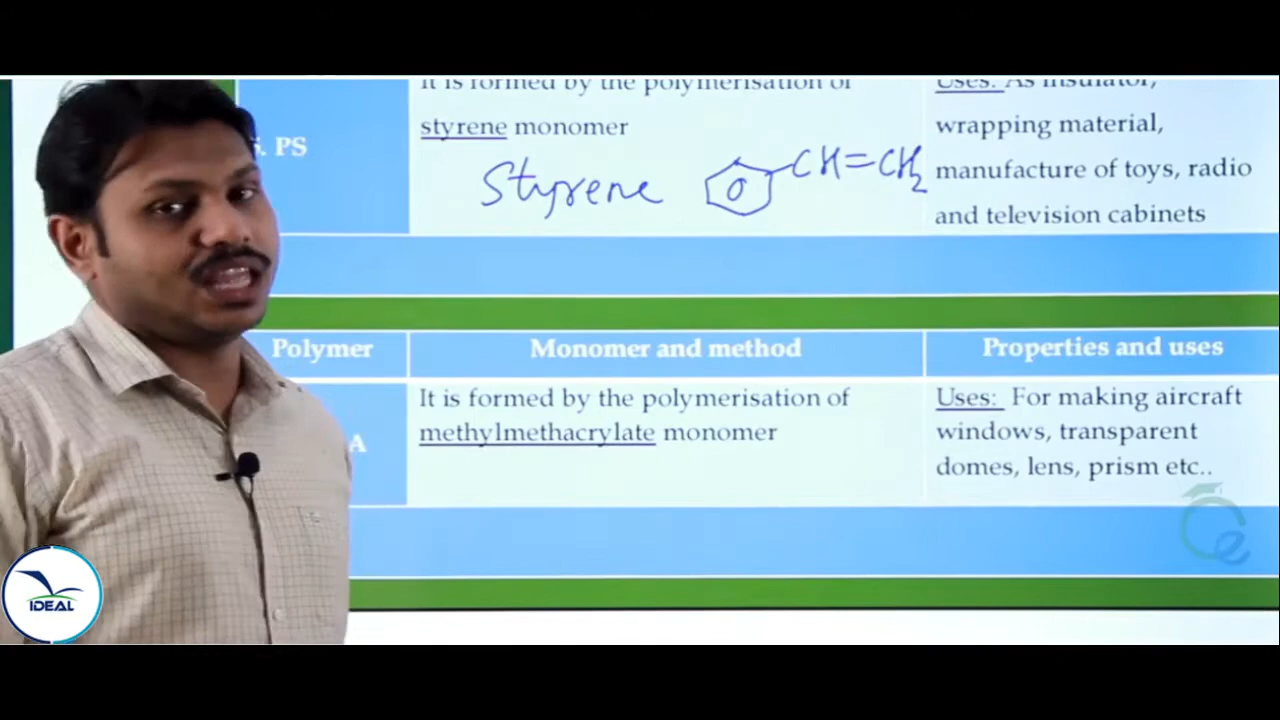 It is formed by the polymerisation of
styrene monomer
Uses: As insulator,
wrapping material,
manufacture of toys, radio
and television cabinets
. PS
Styrene CH=CH2
Polymer
Monomer and method
Properties and uses
A
It is formed by the polymerisation of
methylmethacrylate monomer
Uses: For making aircraft
windows, transparent
domes, lens, prism etc..
IDEAL